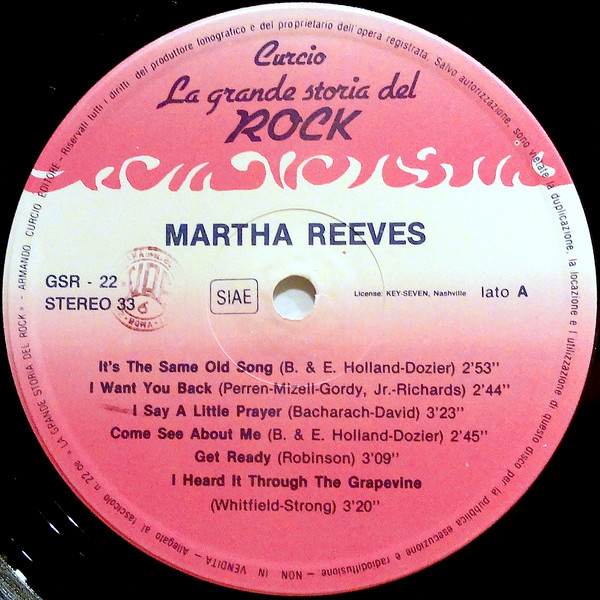 Curcio
La grande storia del
ROCK
MARTHA REEVES
GSR - 22
STEREO 33
SIAE
License: KEY-SEVEN, Nashville
lato A
It's The Same Old Song (B. & E. Holland-Dozier) 2'53''
I Want You Back (Perren-Mizell-Gordy, Jr.-Richards) 2'44''
I Say A Little Prayer (Bacharach-David) 3'23''
Come See About Me (B. & E. Holland-Dozier) 2'45''
Get Ready (Robinson) 3'09''
I Heard It Through The Grapevine
(Whitfield-Strong) 3'20''
« LA GRANDE STORIA DEL ROCK » - ARMANDO CURCIO EDITORE - Riservati tutti i diritti del produttore fonografico e del proprietario dell'opera registrata. Salvo autorizzazione, sono vietate la duplicazione, la locazione e l'utilizzazione di questo disco per la pubblica esecuzione e radiodiffusione - NON IN VENDITA - Allegato al fascicolo n. 22 de